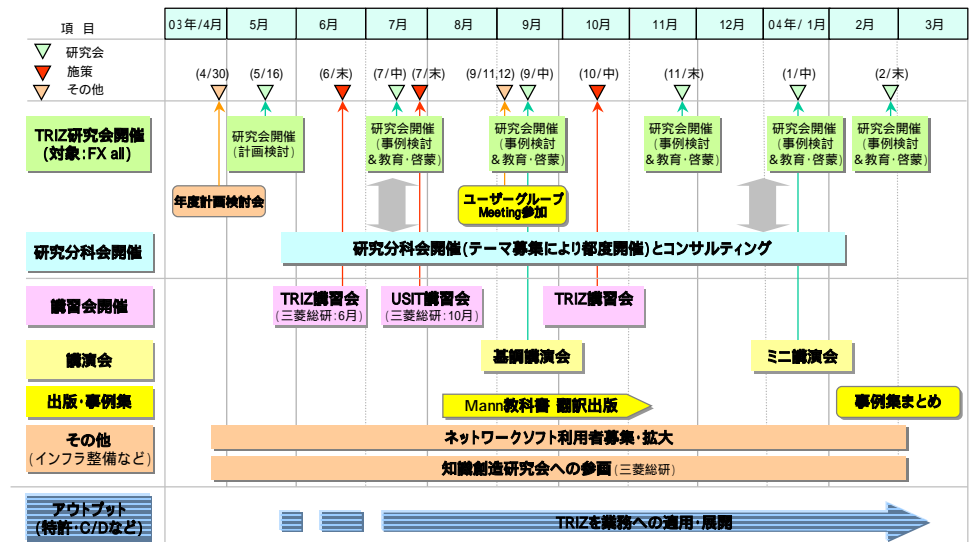 項 目
03年/4月 5月 6月 7月 8月 9月 10月 11月 12月 04年/ 1月 2月 3月
研究会
施策
その他
(4/30) (5/16) (6/末) (7/中) (7/末) (9/11,12) (9/中) (10/中) (11/末) (1/中) (2/末)
TRIZ研究会開催
(対象:FX all)
研究会開催
(計画検討)
研究会開催
(事例検討
&教育・啓蒙)
研究会開催
(事例検討
&教育・啓蒙)
研究会開催
(事例検討
&教育・啓蒙)
研究会開催
(事例検討
&教育・啓蒙)
研究会開催
(事例検討
&教育・啓蒙)
年度計画検討会
ユーザーグループ
Meeting参加
研究分科会開催
研究分科会開催(テーマ募集により都度開催)とコンサルティング
講習会開催
TRIZ講習会
(三菱総研:6月)
USIT講習会
(三菱総研:10月)
TRIZ講習会
講演会
基調講演会
ミニ講演会
出版・事例集
Mann教科書 翻訳出版
事例集まとめ
その他
(インフラ整備など)
ネットワークソフト利用者募集・拡大
知識創造研究会への参画(三菱総研)
アウトプット
(特許・C/Dなど)
TRIZを業務への適用・展開